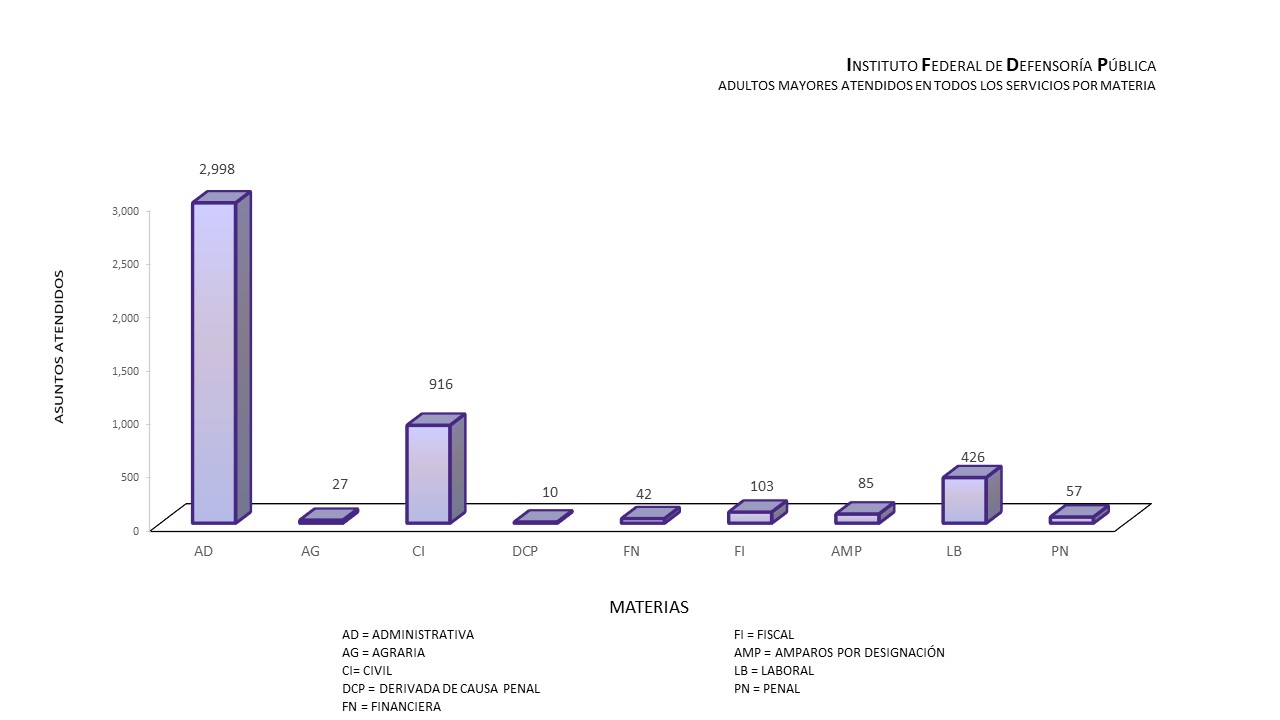 INSTITUTO FEDERAL DE DEFENSORÍA PÚBLICA
ADULTOS MAYORES ATENDIDOS EN TODOS LOS SERVICIOS POR MATERIA
ASUNTOS ATENDIDOS
3,000
2,500
2,000
1,500
1,000
500
0
2,998
27
916
10
42
103
85
426
57
AD AG CI DCP FN FI AMP LB PN
MATERIAS
AD = ADMINISTRATIVA
AG = AGRARIA
CI= CIVIL
DCP = DERIVADA DE CAUSA PENAL
FN = FINANCIERA
FI = FISCAL
AMP = AMPAROS POR DESIGNACIÓN
LB = LABORAL
PN = PENAL